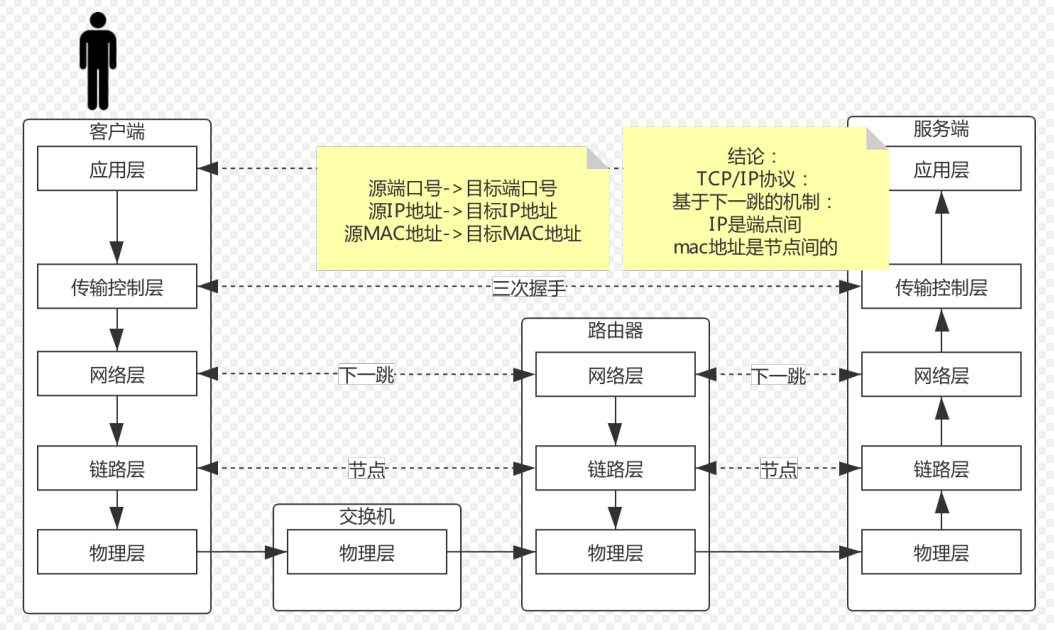 客户端
应用层
传输控制层
网络层
链路层
物理层
源端口号->目标端口号
源IP地址->目标IP地址
源MAC地址->目标MAC地址
结论：
TCP/IP协议：
基于下一跳的机制：
IP是端点间
mac地址是节点间的
三次握手
下一跳
节点
交换机
物理层
路由器
网络层
链路层
物理层
下一跳
节点
服务端
应用层
传输控制层
网络层
链路层
物理层